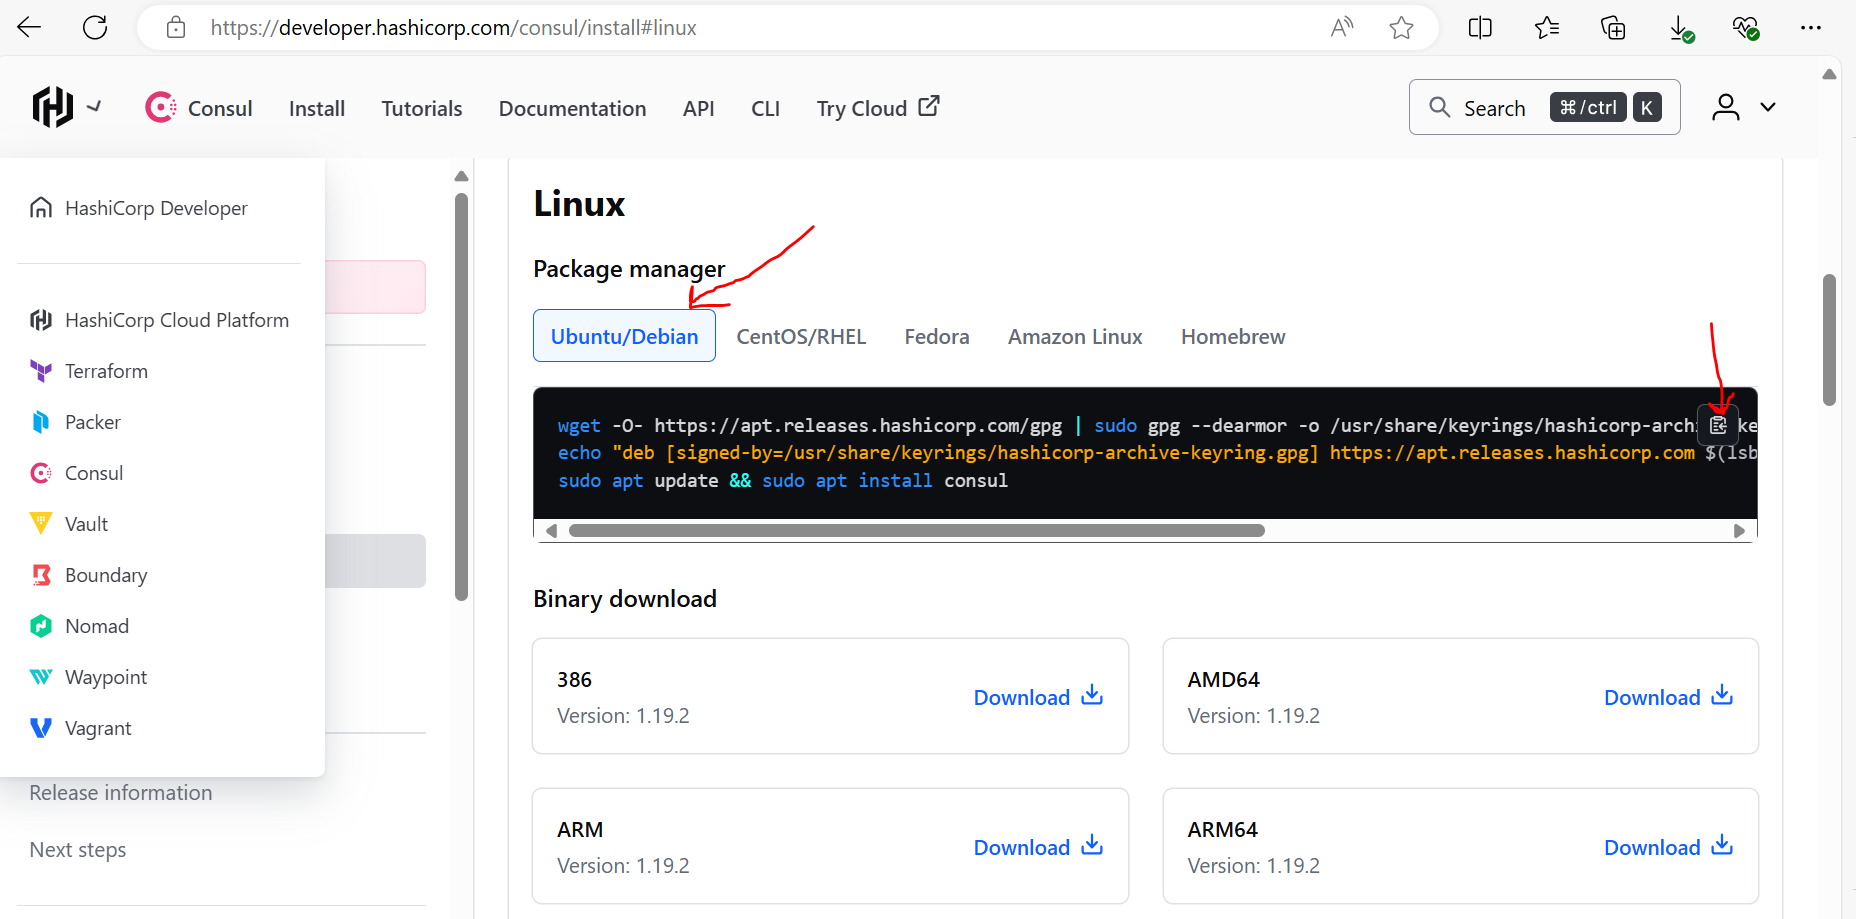 https://developer.hashicorp.com/consul/install#linux
Consul Install Tutorials Documentation API CLI Try Cloud Search ⌘/ctrl K
HashiCorp Developer
HashiCorp Cloud Platform
Terraform
Packer
Consul
Vault
Boundary
Nomad
Waypoint
Vagrant
Release information
Next steps
Linux
Package manager
Ubuntu/Debian CentOS/RHEL Fedora Amazon Linux Homebrew
wget -O- https://apt.releases.hashicorp.com/gpg | sudo gpg --dearmor -o /usr/share/keyrings/hashicorp-archi ke
echo "deb [signed-by=/usr/share/keyrings/hashicorp-archive-keyring.gpg] https://apt.releases.hashicorp.com $(lsb
sudo apt update && sudo apt install consul
Binary download
386
Version: 1.19.2
Download
AMD64
Version: 1.19.2
Download
ARM
Version: 1.19.2
Download
ARM64
Version: 1.19.2
Download